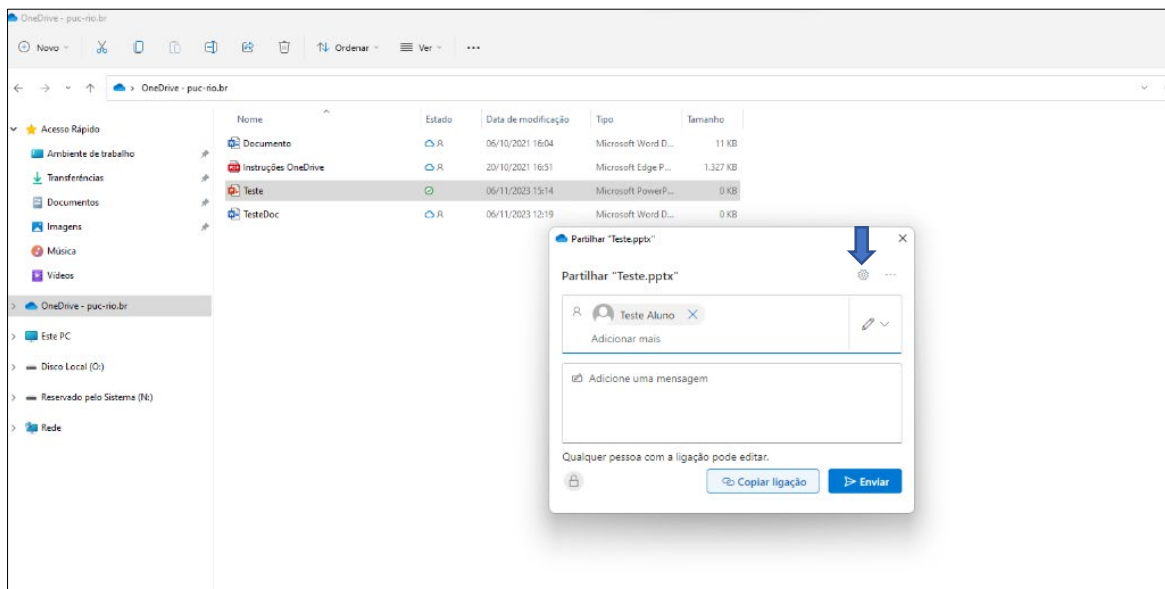 OneDrive - puc-rio.br
Novo Ordenar Ver ...
OneDrive - puc-rio.br
Nome Estado Data de modificação Tipo Tamanho
Acesso Rápido
Ambiente de trabalho
Transferências
Documentos
Imagens
Música
Vídeos
OneDrive - puc-rio.br
Este PC
Disco Local (O:)
Reservado pelo Sistema (N:)
Rede
Documento 06/10/2021 16:04 Microsoft Word D... 11 KB
Instruções OneDrive 20/10/2021 16:51 Microsoft Edge P... 1.327 KB
Teste 06/11/2023 15:14 Microsoft PowerP... 0 KB
TesteDoc 06/11/2023 12:19 Microsoft Word D... 0 KB
Partilhar "Teste.pptx"
Partilhar "Teste.pptx"
Teste Aluno
Adicionar mais
Adicione uma mensagem
Qualquer pessoa com a ligação pode editar.
Copiar ligação Enviar